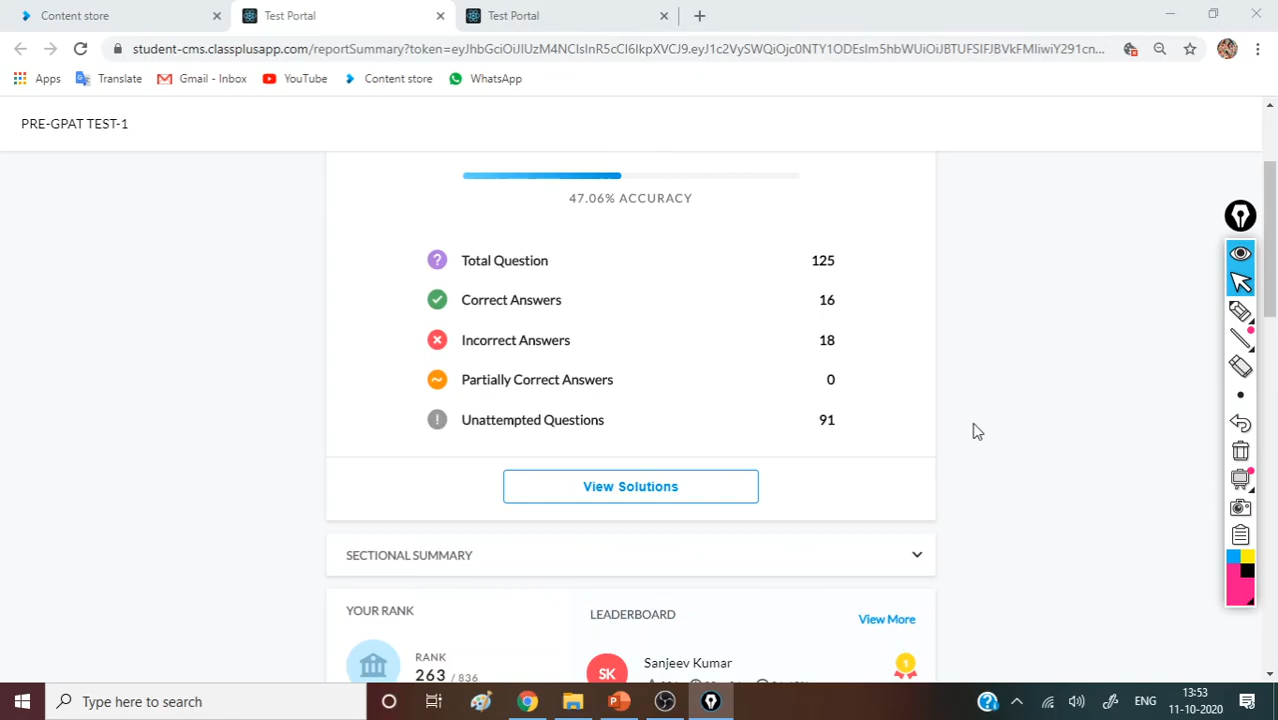 Content store
Test Portal
Test Portal
student-cms.classplusapp.com/reportSummary?token=eyJhbGciOiJIUzM4NCIsInR5cCI6IkpXVCJ9.eyJ1c2VySWQiOjc0NTY1ODEsIm5hbWUiOiJBTUFSIFJBVkFMIiwiY291cn...
Apps
Translate
Gmail - Inbox
YouTube
Content store
WhatsApp
PRE-GPAT TEST-1
47.06% ACCURACY
Total Question 125
Correct Answers 16
Incorrect Answers 18
Partially Correct Answers 0
Unattempted Questions 91
View Solutions
SECTIONAL SUMMARY
YOUR RANK
LEADERBOARD
View More
RANK
263 / 836
SK
Sanjeev Kumar
1
Type here to search
ENG
13:53
11-10-2020